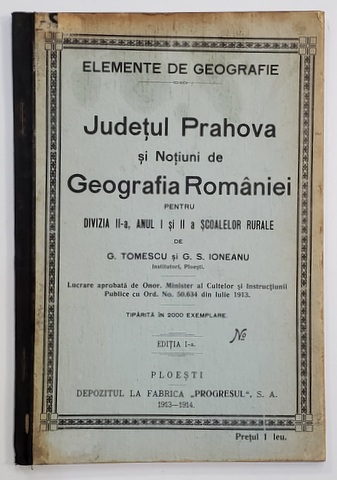 ELEMENTE DE GEOGRAFIE
Județul Prahova
și Noțiuni de
Geografia României
PENTRU
DIVIZIA II-a, ANUL I și II a ȘCOALELOR RURALE
DE
G. TOMESCU și G. S. IONEANU
Institutori, Ploești.
Lucrare aprobată de Onor. Minister al Cultelor și Instrucțiunii
Publice cu Ord. No. 50.634 din Iulie 1913.
TIPĂRITĂ ÎN 2000 EXEMPLARE.
No
EDIȚIA I-a.
PLOEȘTI
DEPOZITUL LA FABRICA „PROGRESUL“, S. A.
1913—1914.
Prețul 1 leu.